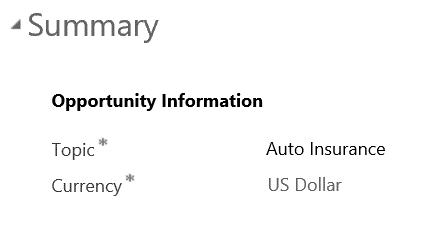 Summary
Opportunity Information
Topic * Auto Insurance
Currency * US Dollar